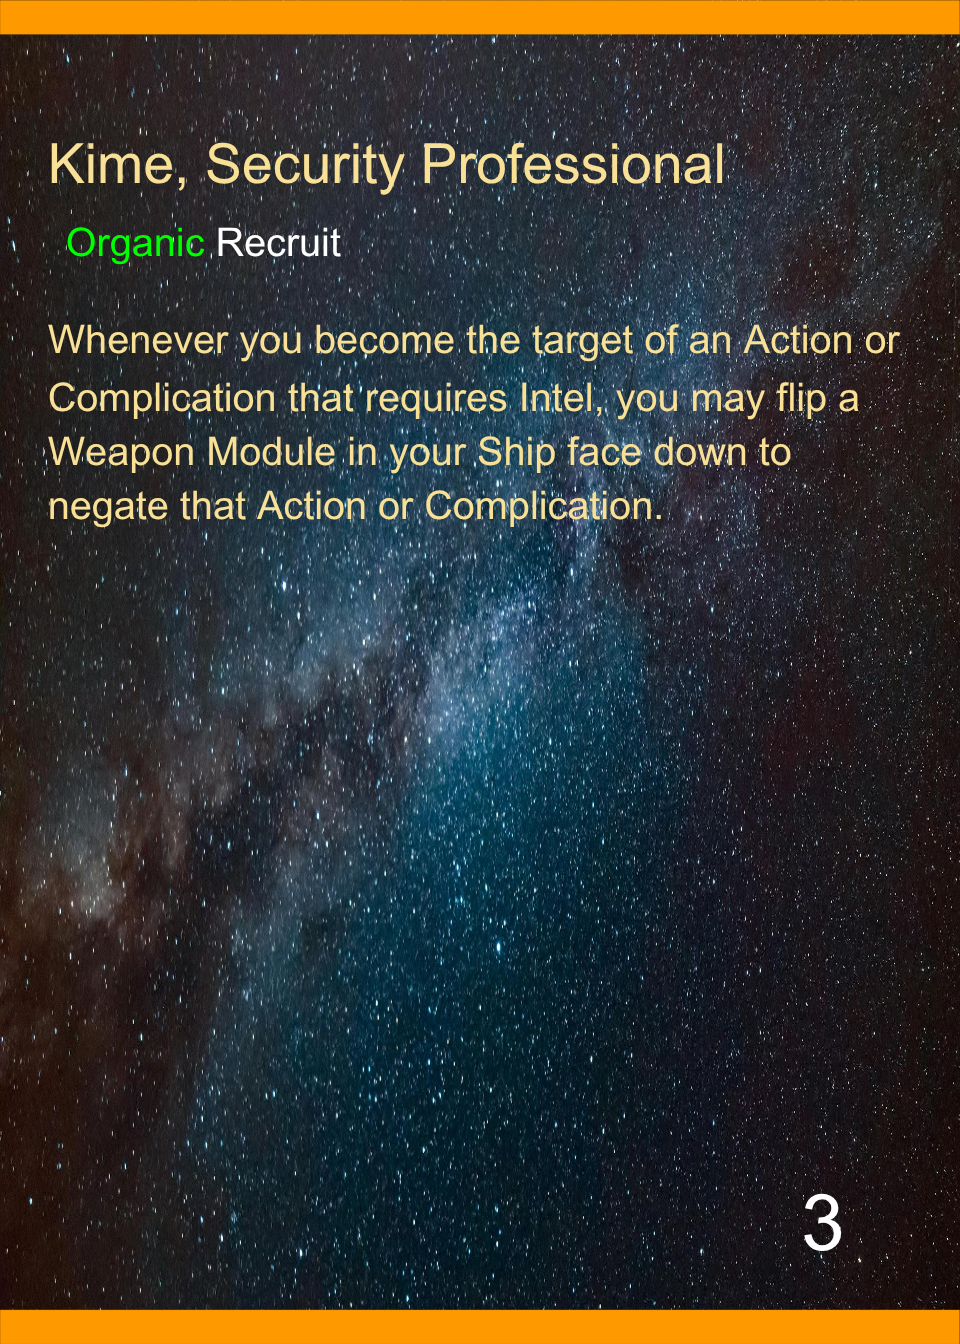 Kime, Security Professional
Organic Recruit
Whenever you become the target of an Action or
Complication that requires Intel, you may flip a
Weapon Module in your Ship face down to
negate that Action or Complication.
3